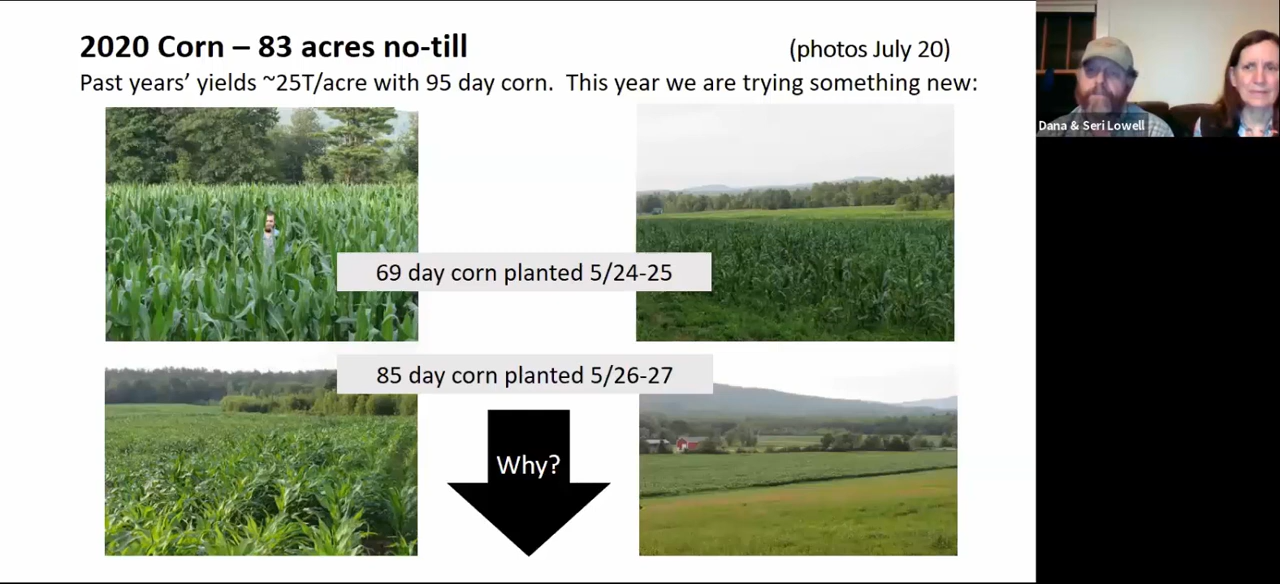 2020 Corn – 83 acres no-till
(photos July 20)
Past years’ yields ~25T/acre with 95 day corn.  This year we are trying something new:
Dana & Seri Lowell
69 day corn planted 5/24-25
85 day corn planted 5/26-27
Why?